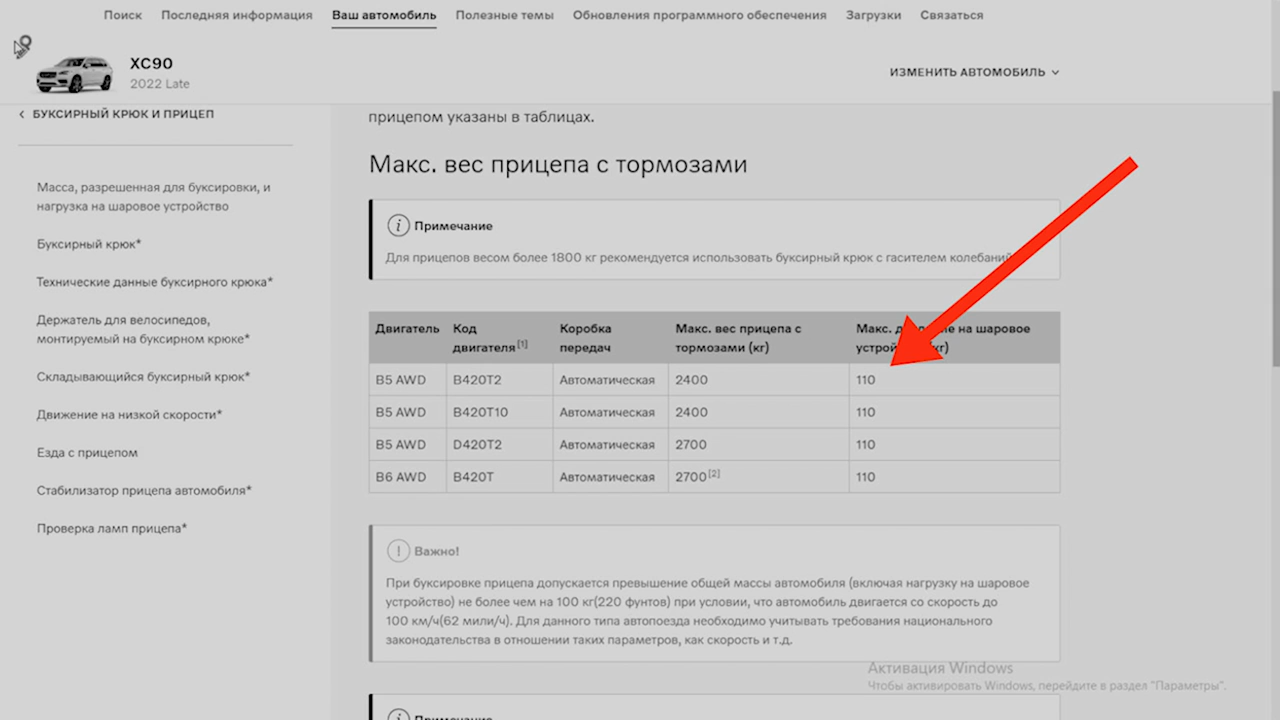 Поиск Последняя информация Ваш автомобиль Полезные темы Обновления программного обеспечения Загрузки Связаться
XC90
2022 Late
ИЗМЕНИТЬ АВТОМОБИЛЬ
БУКСИРНЫЙ КРЮК И ПРИЦЕП
Масса, разрешенная для буксировки, и
нагрузка на шаровое устройство
Буксирный крюк*
Технические данные буксирного крюка*
Держатель для велосипедов,
монтируемый на буксирном крюке*
Складывающийся буксирный крюк*
Движение на низкой скорости*
Езда с прицепом
Стабилизатор прицепа автомобиля*
Проверка ламп прицепа*
прицепом указаны в таблицах.
Макс. вес прицепа с тормозами
Примечание
Для прицепов весом более 1800 кг рекомендуется использовать буксирный крюк с гасителем колебаний
Двигатель Код Коробка Макс. вес прицепа с Макс. на шаровое
двигателя[1] передач тормозами (кг)
B5 AWD B420T2 Автоматическая 2400 110
B5 AWD B420T10 Автоматическая 2400 110
B5 AWD D420T2 Автоматическая 2700 110
B6 AWD B420T Автоматическая 2700[2] 110
Важно!
При буксировке прицепа допускается превышение общей массы автомобиля (включая нагрузку на шаровое
устройство) не более чем на 100 кг(220 фунтов) при условии, что автомобиль двигается со скорость до
100 км/ч(62 мили/ч). Для данного типа автопоезда необходимо учитывать требования национального
законодательства в отношении таких параметров, как скорость и т.д.
Активация Windows
Чтобы активировать Windows, перейдите в раздел "Параметры".
Примечание